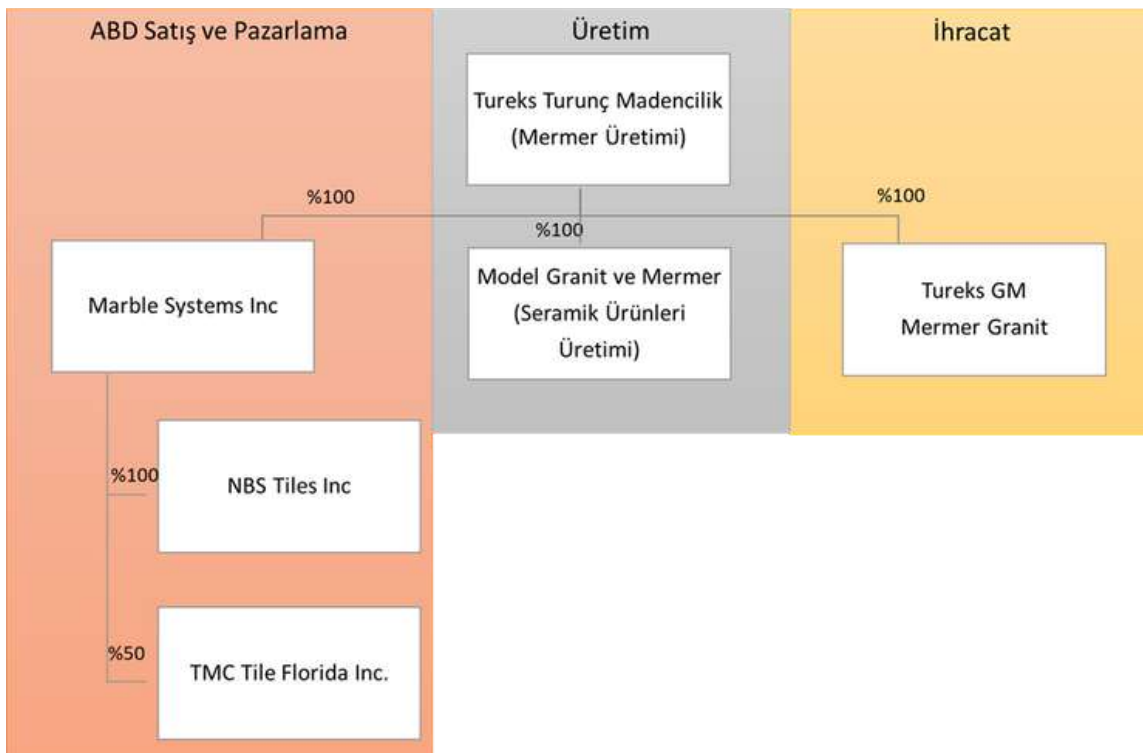 ABD Satış ve Pazarlama
Üretim
İhracat
Tureks Turunç Madencilik
(Mermer Üretimi)
%100
%100
%100
Marble Systems Inc
Model Granit ve Mermer
(Seramik Ürünleri
Üretimi)
Tureks GM
Mermer Granit
%100
NBS Tiles Inc
%50
TMC Tile Florida Inc.